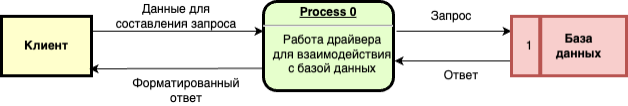 Клиент
Данные для
составления запроса
Форматированный
ответ
Process 0
Работа драйвера
для взаимодействия
с базой данных
Запрос
Ответ
1
База
данных